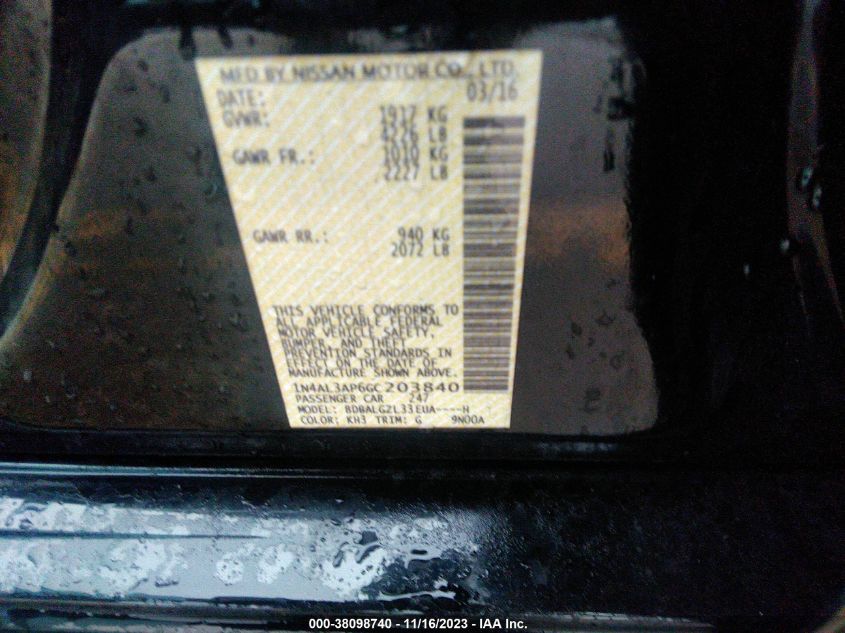 MFD BY NISSAN MOTOR CO., LTD.
DATE: 03/16
GVWR: 1917 KG
4226 LB
GAWR FR.: 1010 KG
2227 LB
GAWR RR.: 940 KG
2072 LB
THIS VEHICLE CONFORMS TO
ALL APPLICABLE FEDERAL
MOTOR VEHICLE SAFETY,
BUMPER, AND THEFT
PREVENTION STANDARDS IN
EFFECT ON THE DATE OF
MANUFACTURE SHOWN ABOVE.
1N4AL3AP6GC203840
PASSENGER CAR 247
MODEL: BDBALGZL33EUA----H
COLOR: KH3 TRIM: G 9N00A
000-38098740 - 11/16/2023 - IAA Inc.